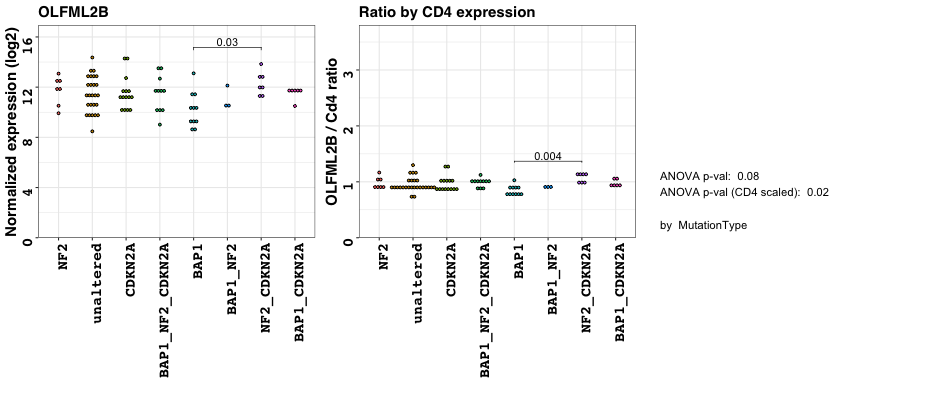 OLFML2B
Ratio by CD4 expression
Normalized expression (log2)
0
4
8
12
16
0.03
NF2
unaltered
CDKN2A
BAP1_NF2_CDKN2A
BAP1
BAP1_NF2
NF2_CDKN2A
BAP1_CDKN2A
OLFML2B / Cd4 ratio
0
1
2
3
0.004
NF2
unaltered
CDKN2A
BAP1_NF2_CDKN2A
BAP1
BAP1_NF2
NF2_CDKN2A
BAP1_CDKN2A
ANOVA p-val: 0.08
ANOVA p-val (CD4 scaled): 0.02
by MutationType